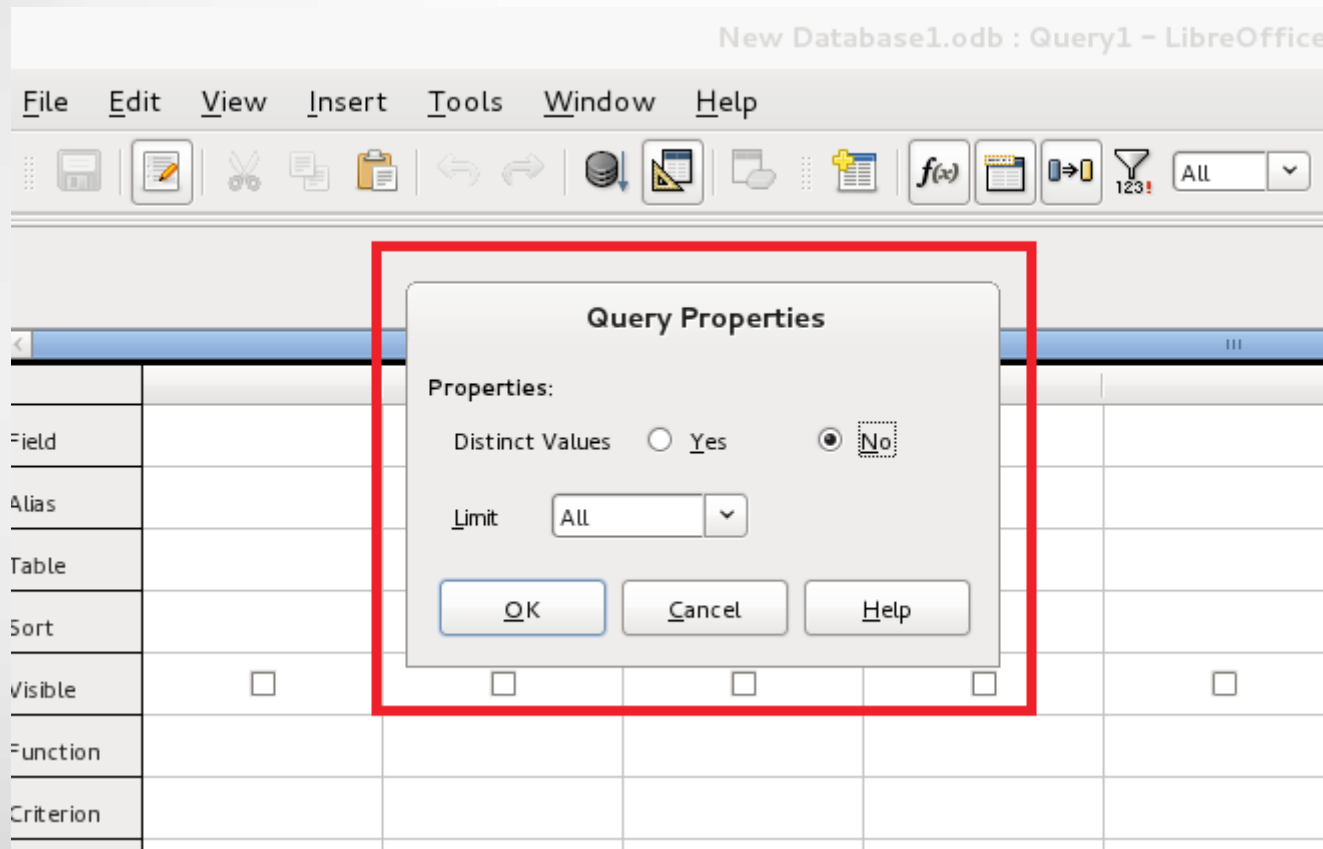 New Database1.odb : Query1 – LibreOffice
File Edit View Insert Tools Window Help
f(x) 123! All
Query Properties
Properties:
Distinct Values Yes No
Limit All
OK Cancel Help
Field
Alias
Table
Sort
Visible
Function
Criterion